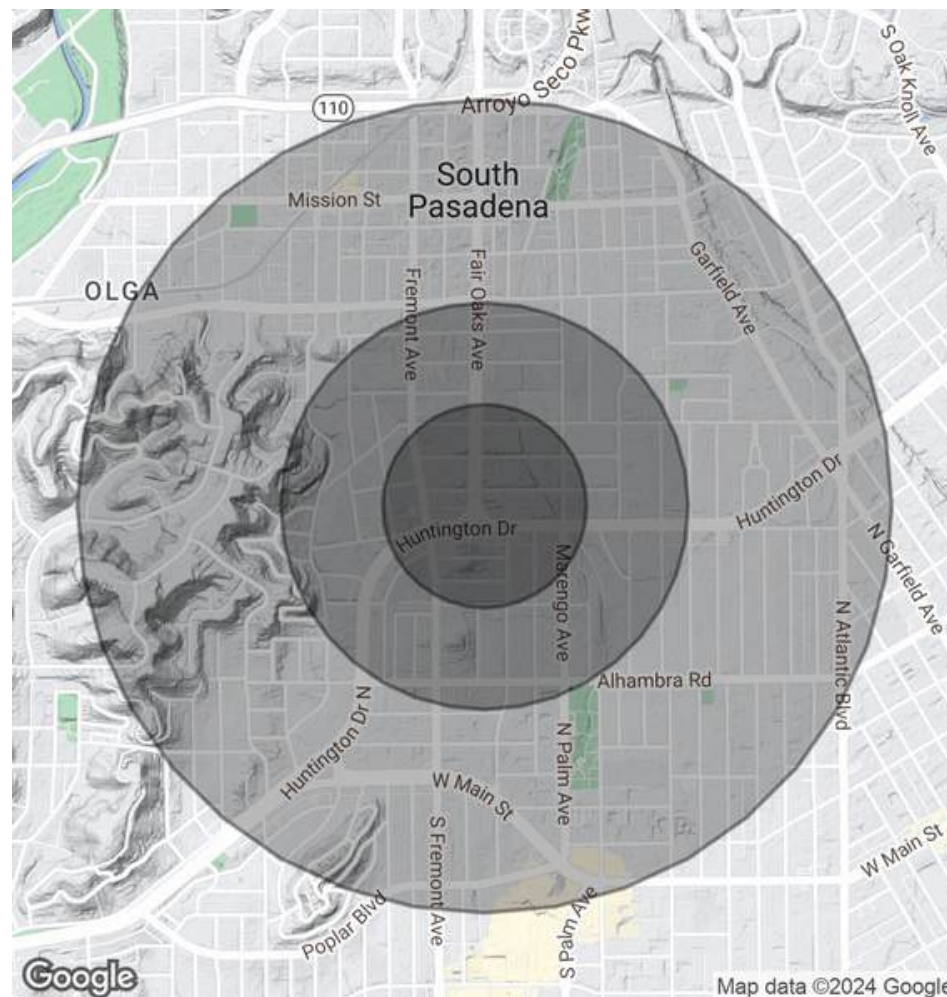 S Oak Knoll Ave
110
Arroyo Seco Pkwy
South
Pasadena
Mission St
OLGA
Fremont Ave
Fair Oaks Ave
Garfield Ave
Huntington Dr
Huntington Dr
Marengo Ave
N Garfield Ave
N Atlantic Blvd
Alhambra Rd
Huntington Dr N
N Palm Ave
W Main St
S Fremont Ave
W Main St
Poplar Blvd
S Palm Ave
Google
Map data ©2024 Google